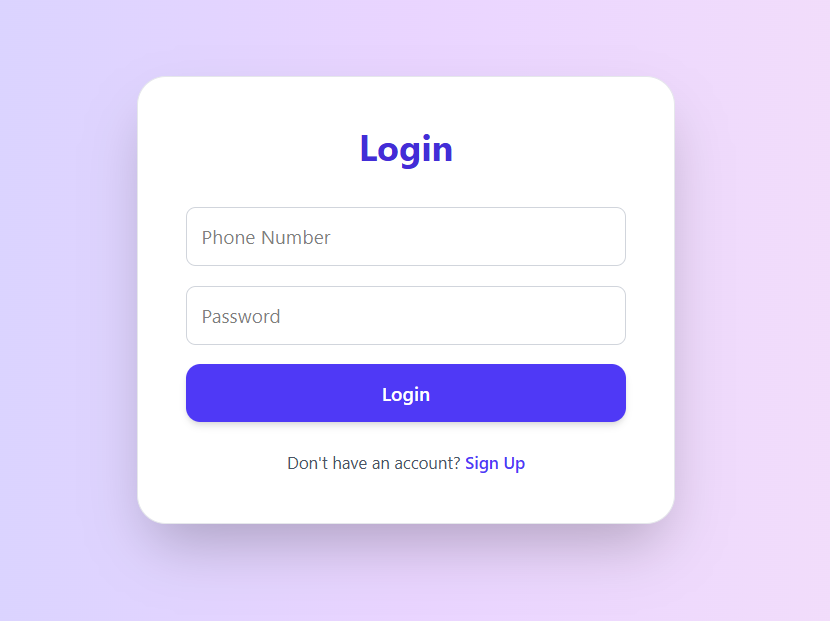 Login
Phone Number
Password
Login
Don't have an account? Sign Up